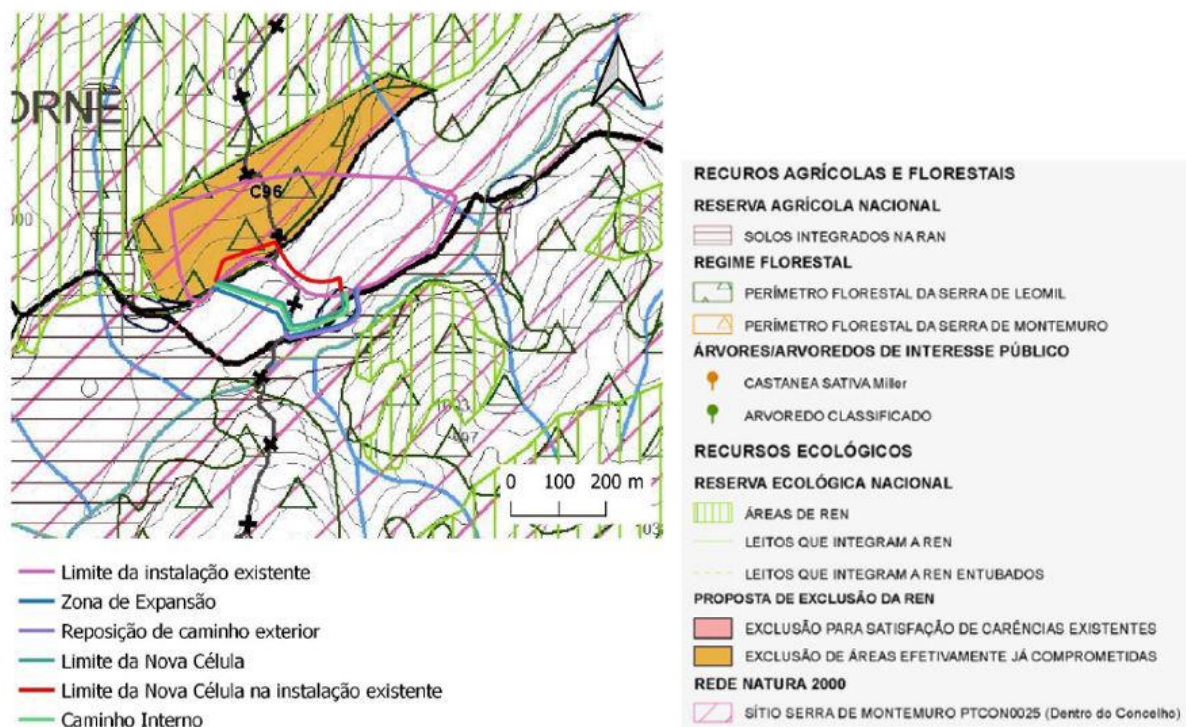 ORNE
C96
1003
997
0 100 200 m
Limite da instalação existente
Zona de Expansão
Reposição de caminho exterior
Limite da Nova Célula
Limite da Nova Célula na instalação existente
Caminho Interno
RECUROS AGRÍCOLAS E FLORESTAIS
RESERVA AGRÍCOLA NACIONAL
SOLOS INTEGRADOS NA RAN
REGIME FLORESTAL
PERÍMETRO FLORESTAL DA SERRA DE LEOMIL
PERÍMETRO FLORESTAL DA SERRA DE MONTEMURO
ÁRVORES/ARVOREDOS DE INTERESSE PÚBLICO
CASTANEA SATIVA Miller
ARVOREDO CLASSIFICADO
RECURSOS ECOLÓGICOS
RESERVA ECOLÓGICA NACIONAL
ÁREAS DE REN
LEITOS QUE INTEGRAM A REN
LEITOS QUE INTEGRAM A REN ENTUBADOS
PROPOSTA DE EXCLUSÃO DA REN
EXCLUSÃO PARA SATISFAÇÃO DE CARÊNCIAS EXISTENTES
EXCLUSÃO DE ÁREAS EFETIVAMENTE JÁ COMPROMETIDAS
REDE NATURA 2000
SÍTIO SERRA DE MONTEMURO PTCON0025 (Dentro do Concelho)